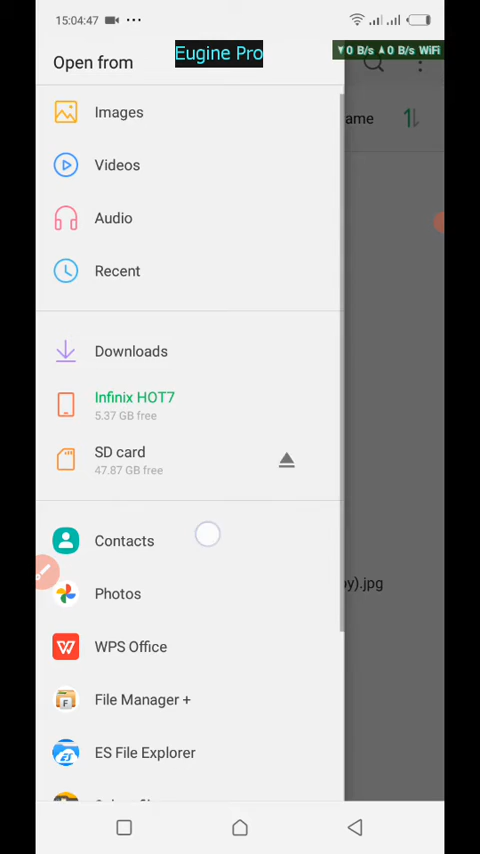 15:04:47
Eugine Pro
▼0 B/s ▲0 B/s WiFi
Open from
ame
Images
Videos
Audio
Recent
Downloads
Infinix HOT7
5.37 GB free
SD card
47.87 GB free
Contacts
py).jpg
Photos
WPS Office
File Manager +
ES File Explorer